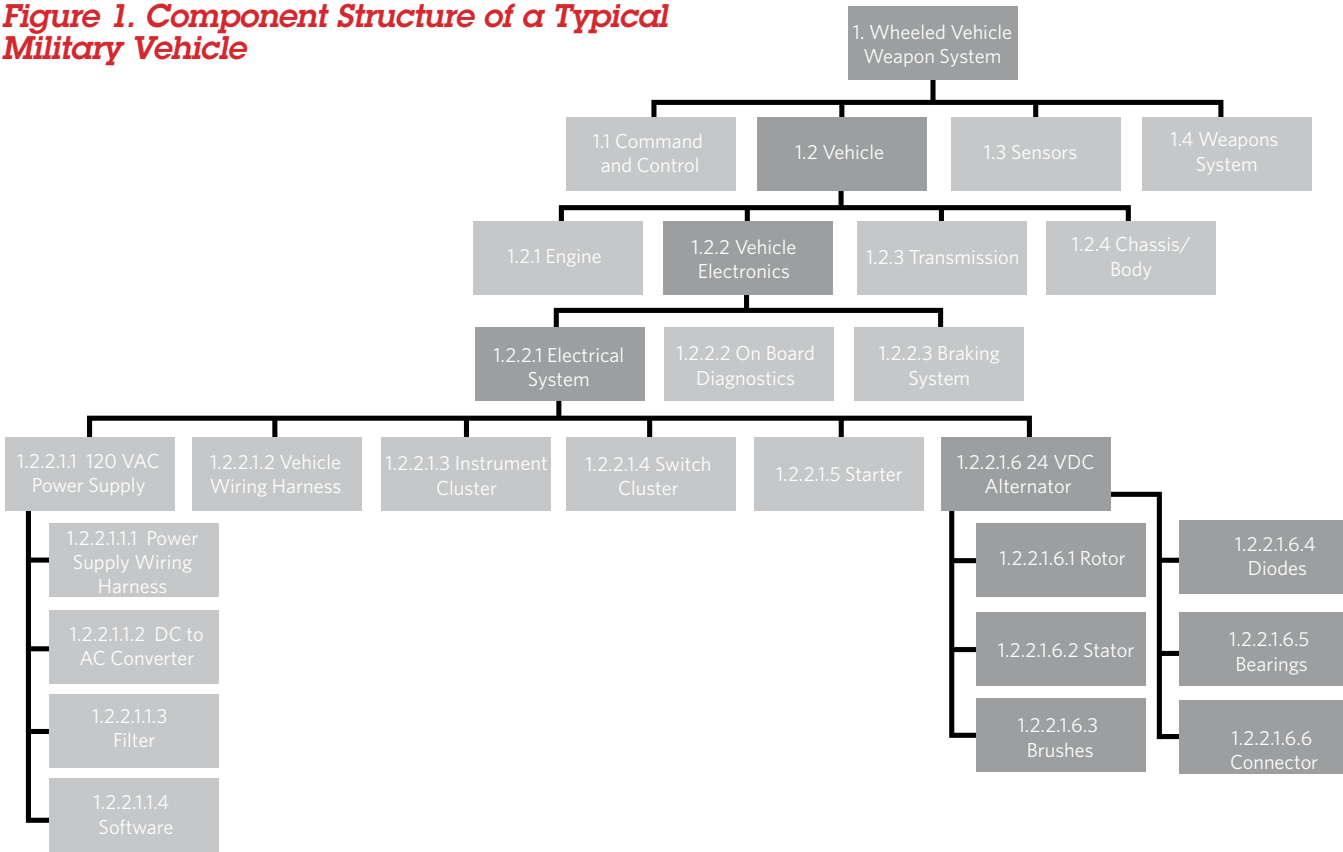 Figure 1. Component Structure of a Typical
Military Vehicle
1. Wheeled Vehicle
Weapon System
1.1 Command
and Control
1.2 Vehicle
1.3 Sensors
1.4 Weapons
System
1.2.1 Engine
1.2.2 Vehicle
Electronics
1.2.3 Transmission
1.2.4 Chassis/
Body
1.2.2.1 Electrical
System
1.2.2.2 On Board
Diagnostics
1.2.2.3 Braking
System
1.2.2.1.1 120 VAC
Power Supply
1.2.2.1.2 Vehicle
Wiring Harness
1.2.2.1.3 Instrument
Cluster
1.2.2.1.4 Switch
Cluster
1.2.2.1.5 Starter
1.2.2.1.6 24 VDC
Alternator
1.2.2.1.1.1 Power
Supply Wiring
Harness
1.2.2.1.1.2 DC to
AC Converter
1.2.2.1.1.3
Filter
1.2.2.1.1.4
Software
1.2.2.1.6.1 Rotor
1.2.2.1.6.2 Stator
1.2.2.1.6.3
Brushes
1.2.2.1.6.4
Diodes
1.2.2.1.6.5
Bearings
1.2.2.1.6.6
Connector